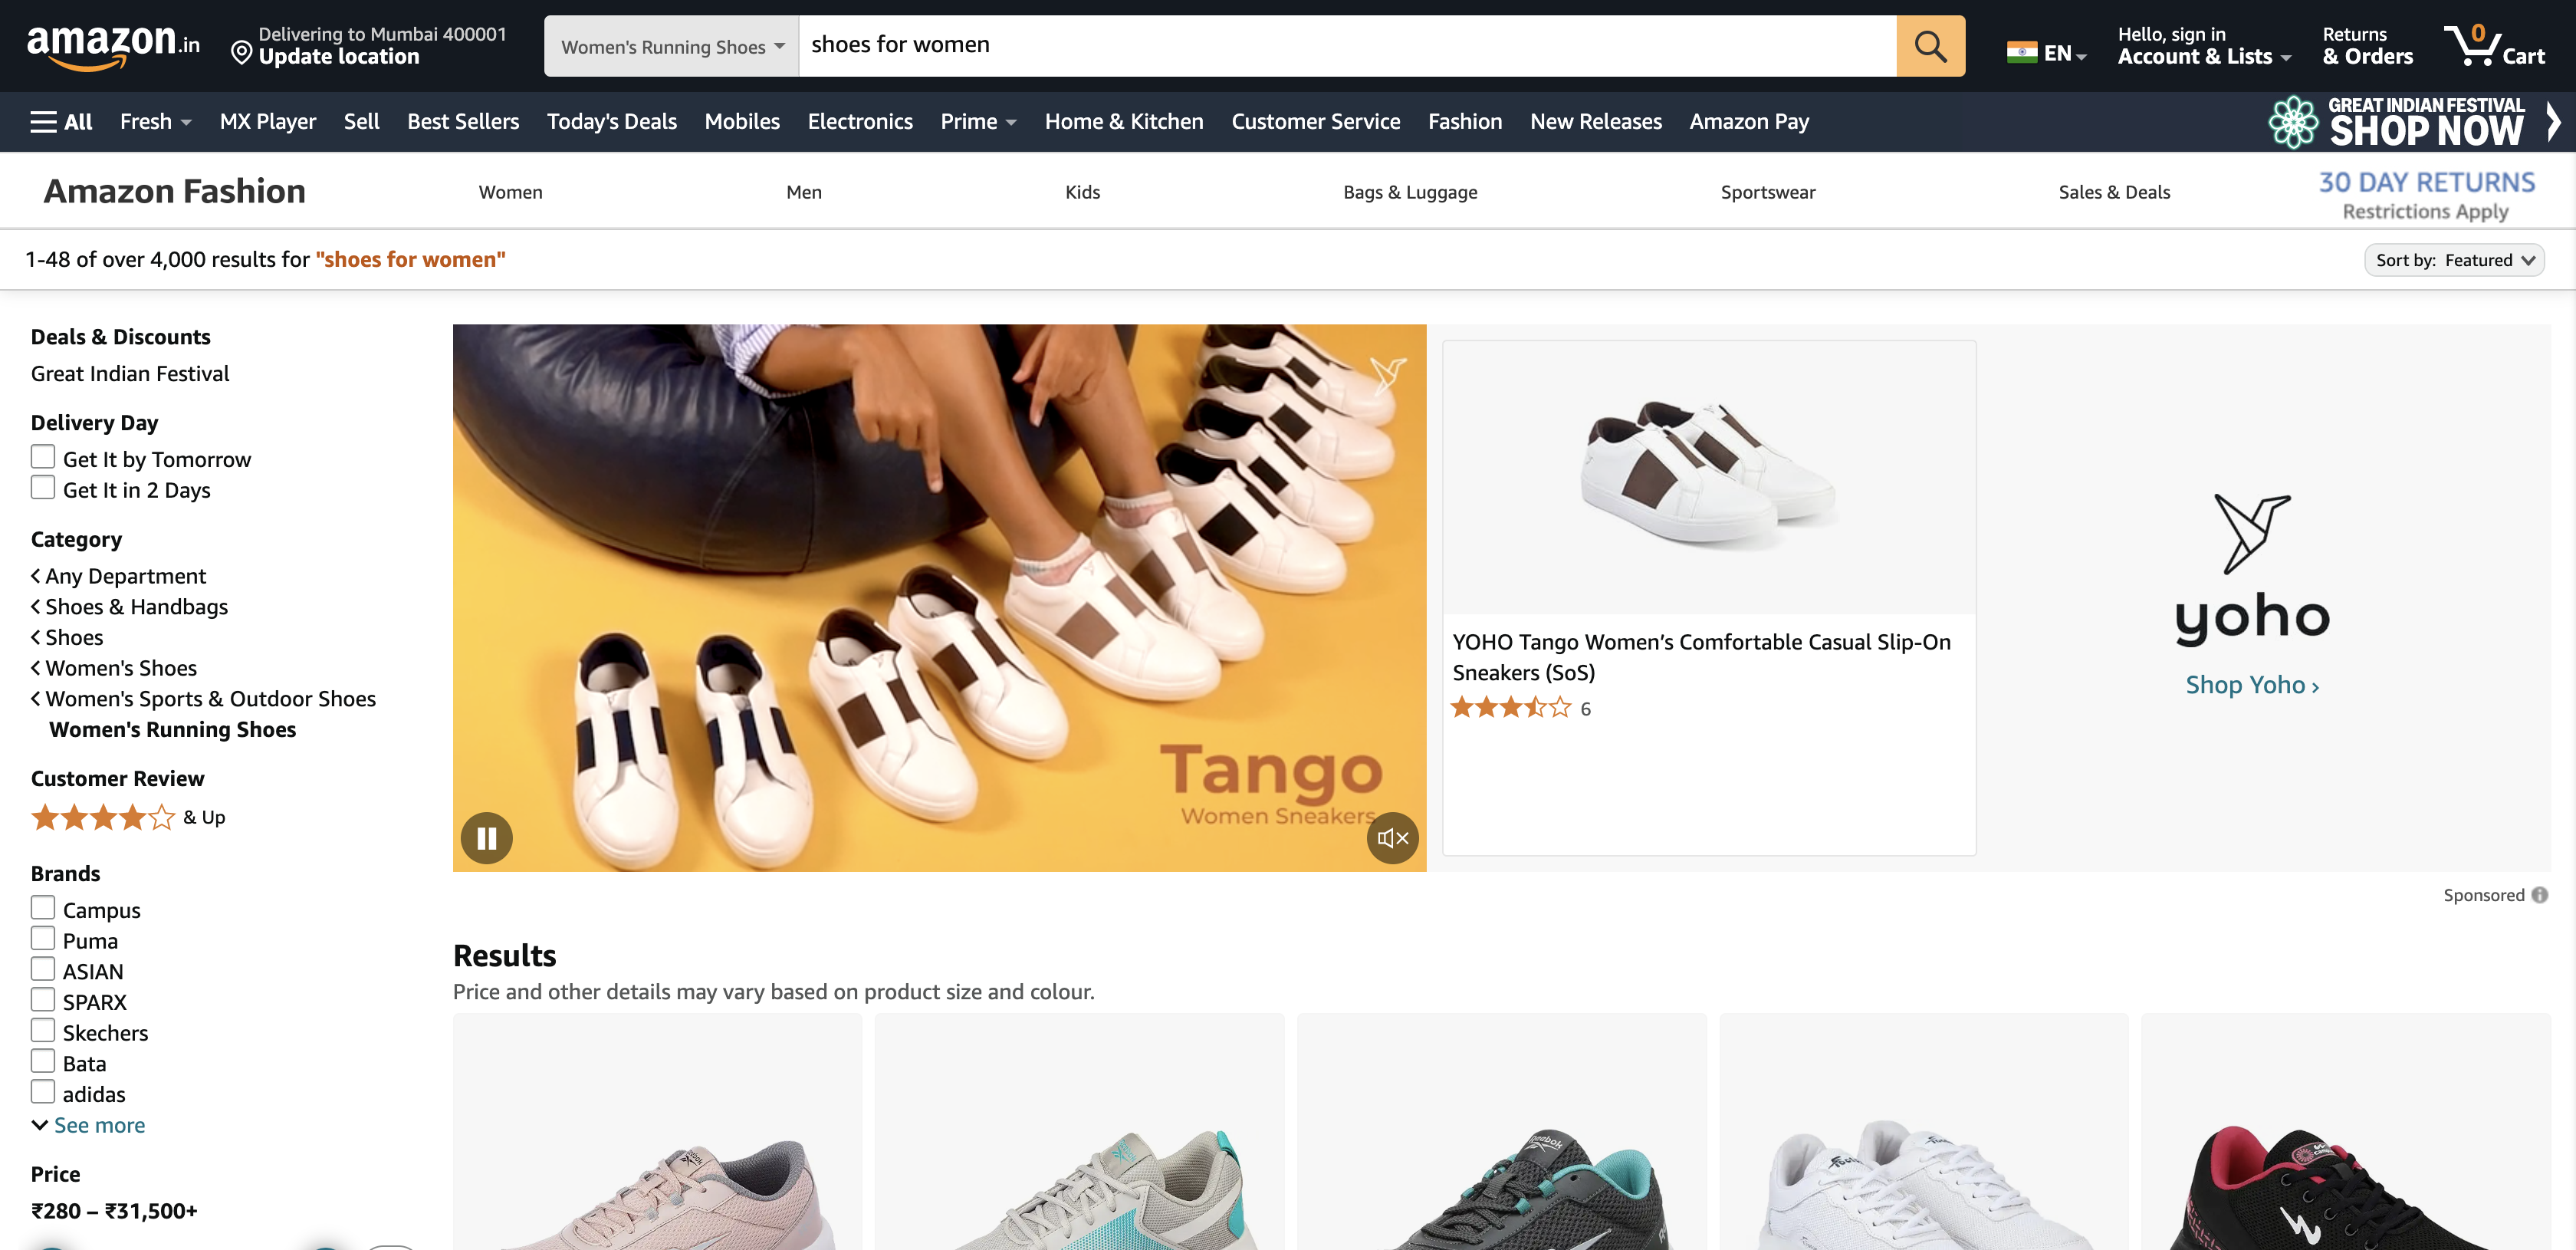 amazon.in
Delivering to Mumbai 400001
Update location
Women's Running Shoes
shoes for women
EN
Hello, sign in
Account & Lists
Returns
& Orders
0
Cart
All
Fresh
MX Player
Sell
Best Sellers
Today's Deals
Mobiles
Electronics
Prime
Home & Kitchen
Customer Service
Fashion
New Releases
Amazon Pay
GREAT INDIAN FESTIVAL
SHOP NOW
Amazon Fashion
Women
Men
Kids
Bags & Luggage
Sportswear
Sales & Deals
30 DAY RETURNS
Restrictions Apply
1-48 of over 4,000 results for "shoes for women"
Sort by: Featured
Deals & Discounts
Great Indian Festival
Delivery Day
Get It by Tomorrow
Get It in 2 Days
Category
Any Department
Shoes & Handbags
Shoes
Women's Shoes
Women's Sports & Outdoor Shoes
Women's Running Shoes
Customer Review
& Up
Brands
Campus
Puma
ASIAN
SPARX
Skechers
Bata
adidas
See more
Price
₹280 – ₹31,500+
Tango
Women Sneakers
YOHO Tango Women's Comfortable Casual Slip-On
Sneakers (SoS)
6
yoho
Shop Yoho ›
Sponsored
Results
Price and other details may vary based on product size and colour.
Reebok